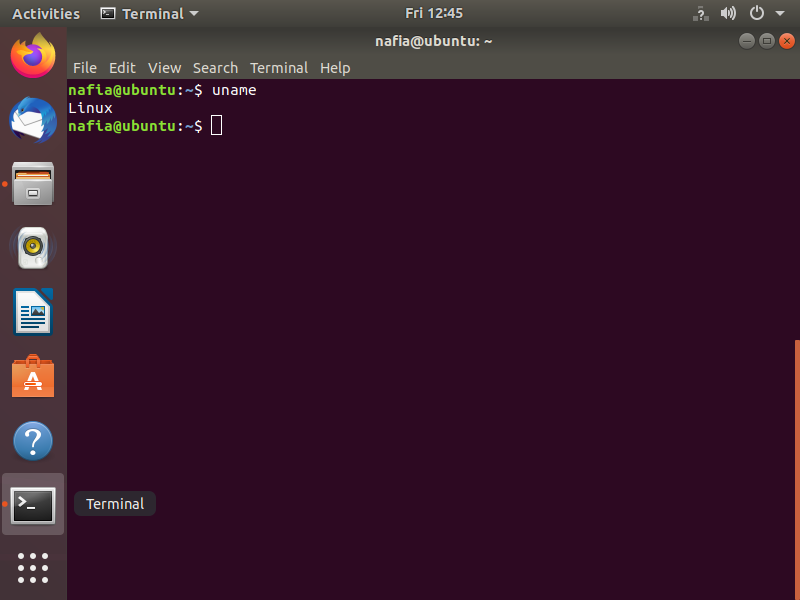 Activities Terminal Fri 12:45
nafia@ubuntu: ~
File Edit View Search Terminal Help
nafia@ubuntu:~$ uname
Linux
nafia@ubuntu:~$
Terminal